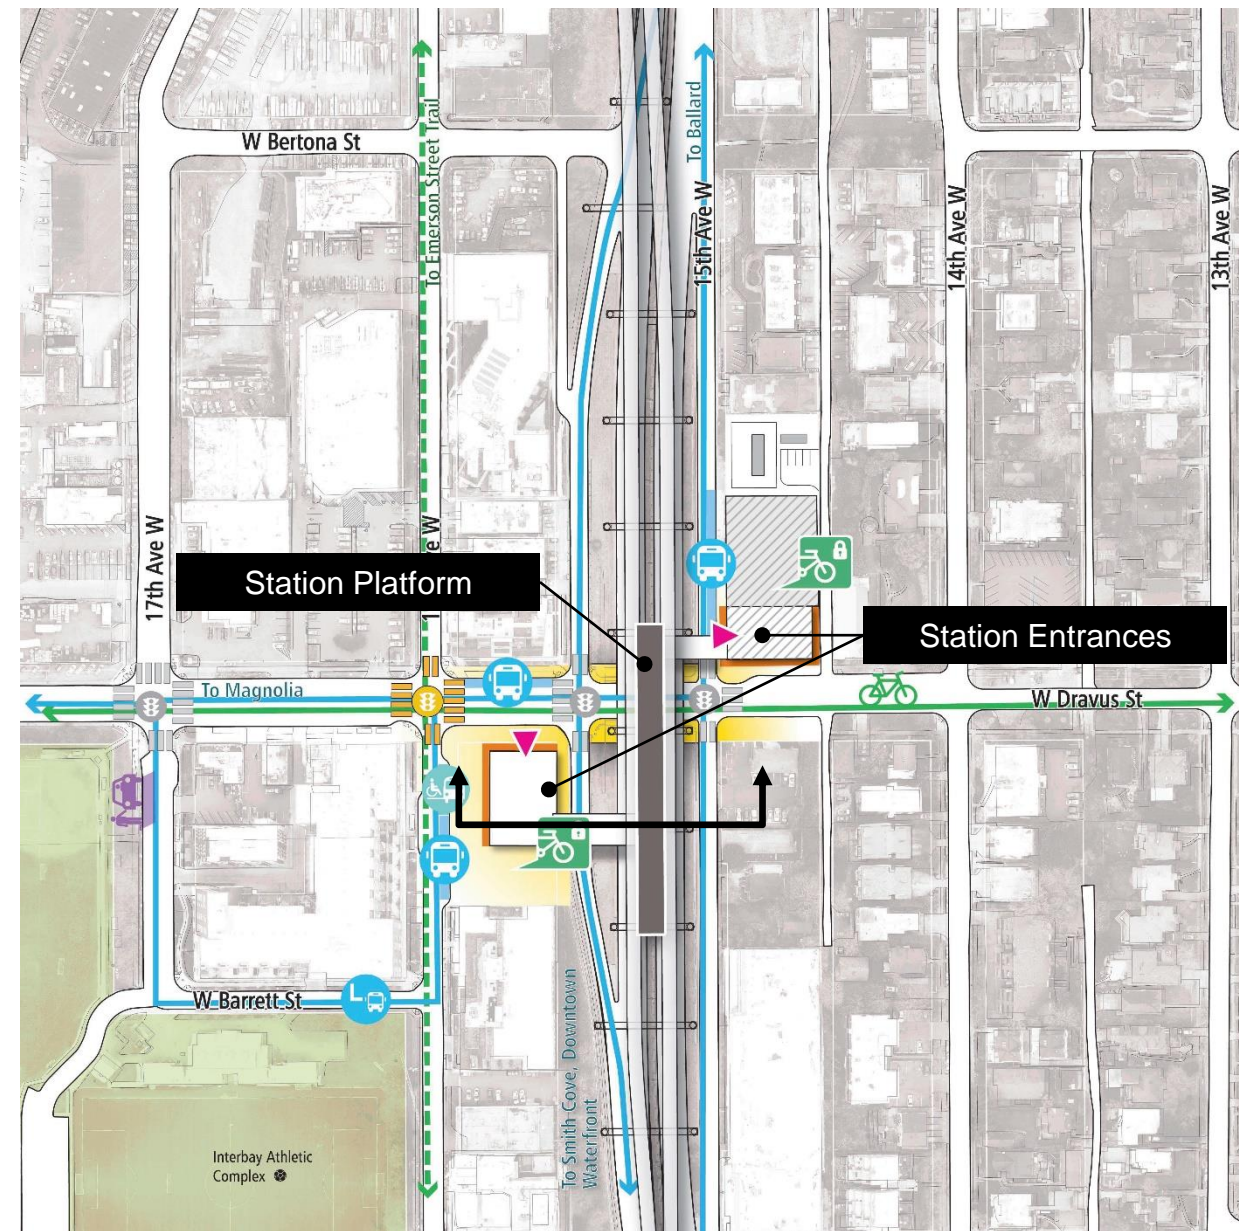 W Bertona St
To Emerson Street Trail
To Ballard
15th Ave W
14th Ave W
13th Ave W
17th Ave W
Ave W
Station Platform
Station Entrances
To Magnolia
W Dravus St
L
W Barrett St
To Smith Cove, Downtown
Waterfront
Interbay Athletic
Complex